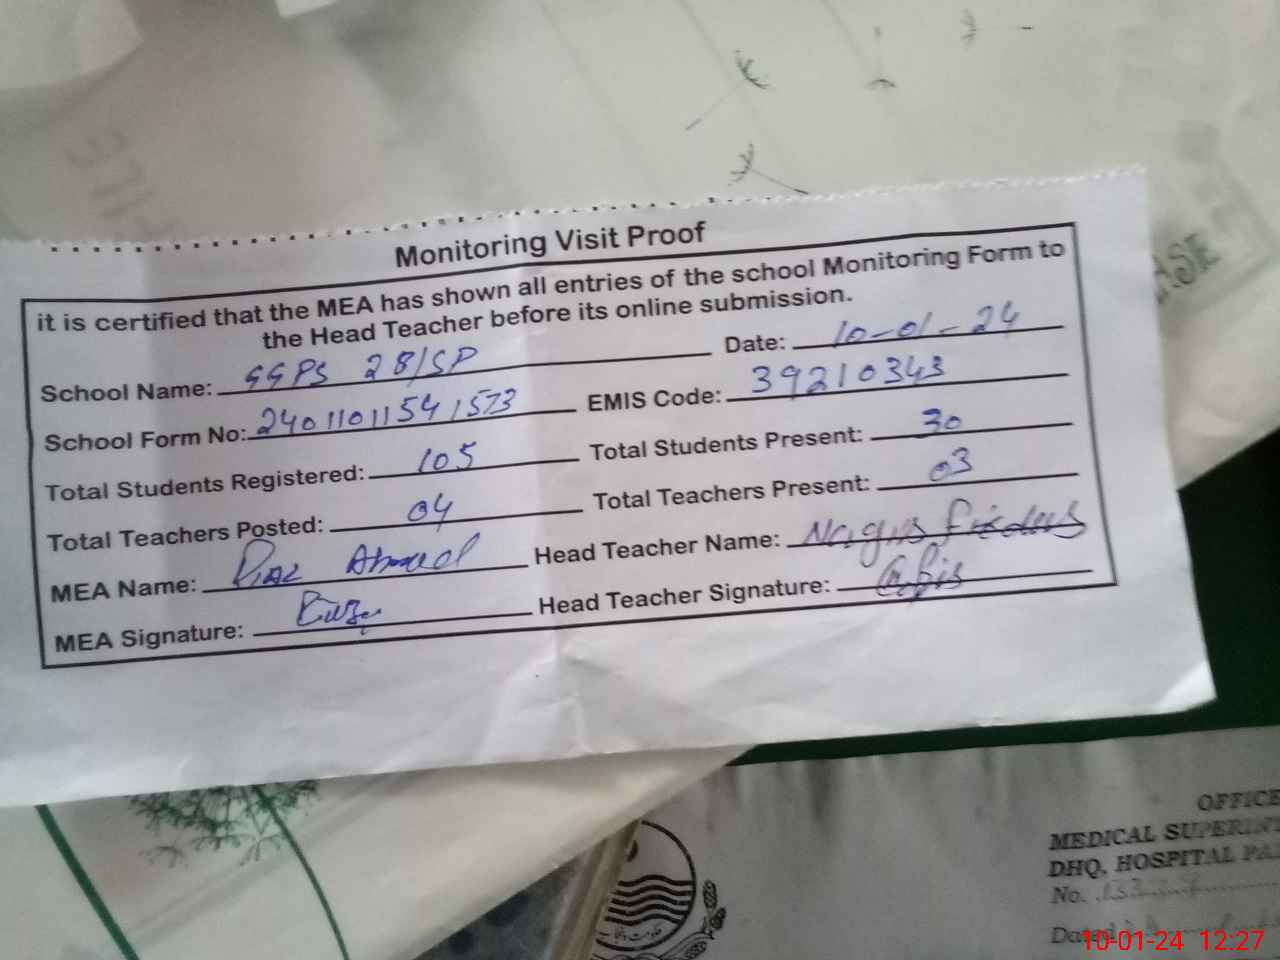 Monitoring Visit Proof
it is certified that the MEA has shown all entries of the school Monitoring Form to
the Head Teacher before its online submission.
School Name: GGPS 28/SP Date: 10-01-24
School Form No: 24011011541573 EMIS Code: 39210343
Total Students Registered: 105 Total Students Present: 30
Total Teachers Posted: 04 Total Teachers Present: 03
MEA Name: Riaz Ahmad Head Teacher Name: Nargis Firdous
MEA Signature: Head Teacher Signature:
OFFICE
MEDICAL SUPERINT
DHQ, HOSPITAL PA
No.
Dated
10-01-24 12:27